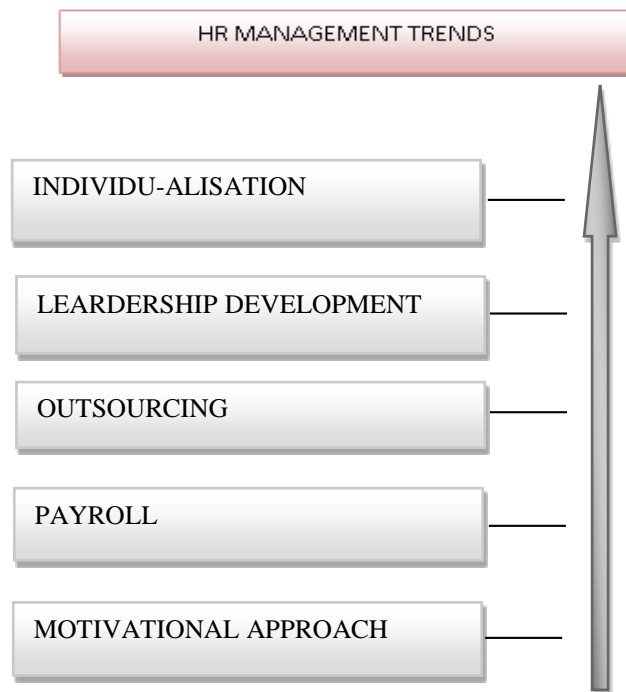 HR MANAGEMENT TRENDS
INDIVIDU-ALISATION
LEARDERSHIP DEVELOPMENT
OUTSOURCING
PAYROLL
MOTIVATIONAL APPROACH